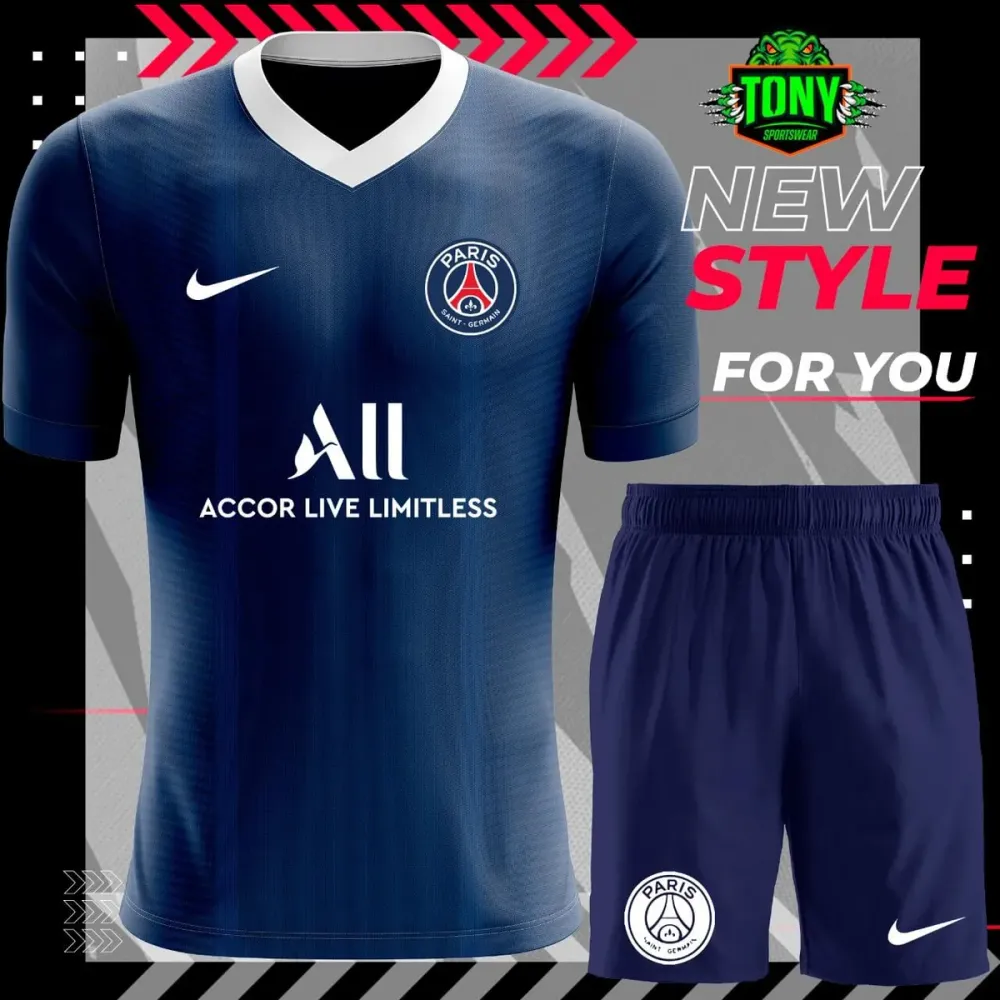 TONY
SPORTSWEAR
NEW
STYLE
FOR YOU
PARIS
SAINT-GERMAIN
All
ACCOR LIVE LIMITLESS
PARIS
SAINT GERMAIN